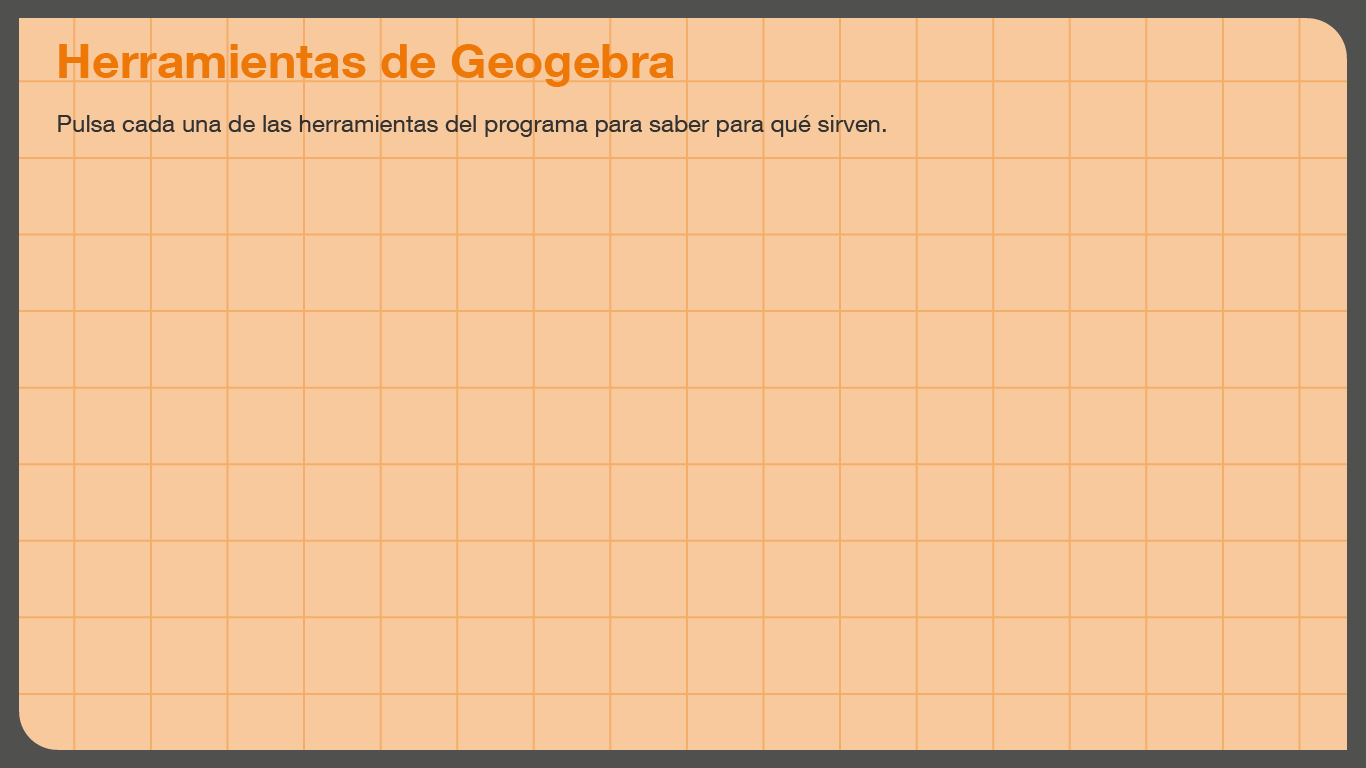 Herramientas de Geogebra
Pulsa cada una de las herramientas del programa para saber para qué sirven.